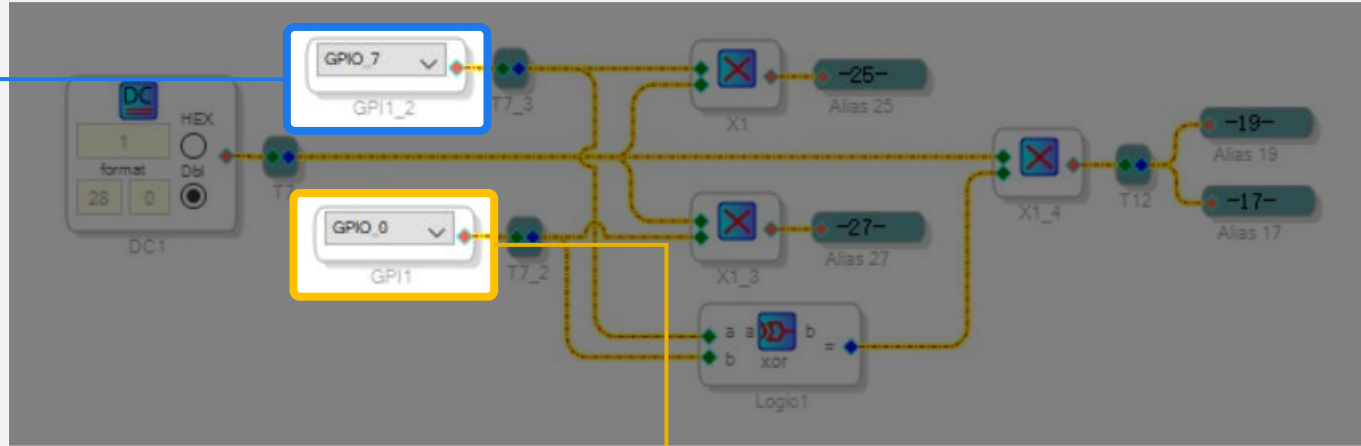 GPIO_7
GPI1_2
T7_3
X1
-25-
Alias 25
DC
HEX
1
format
Dbl
28 0
DC1
GPIO_0
GPI1
T7_2
X1_3
-27-
Alias 27
X1_4
T12
-19-
Alias 19
-17-
Alias 17
a a b
b =
xor
Logic1